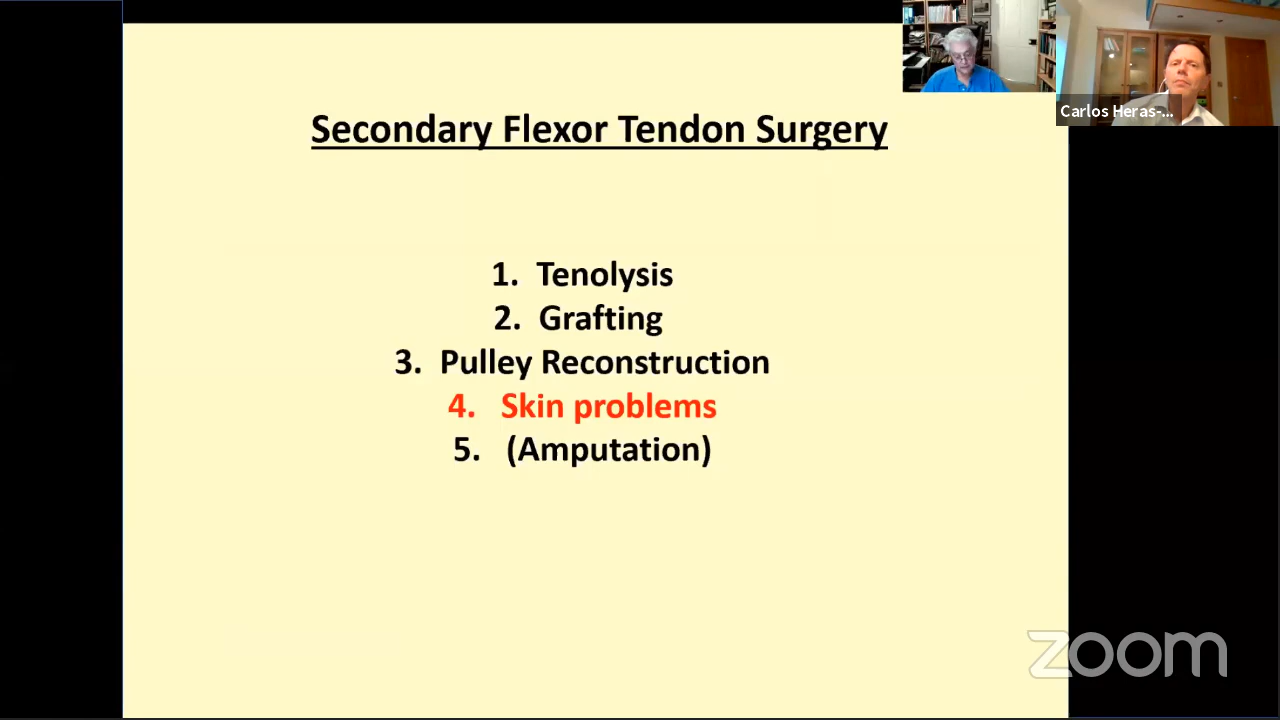 Carlos Heras-...
Secondary Flexor Tendon Surgery
1. Tenolysis
2. Grafting
3. Pulley Reconstruction
4. Skin problems
5. (Amputation)
zoom